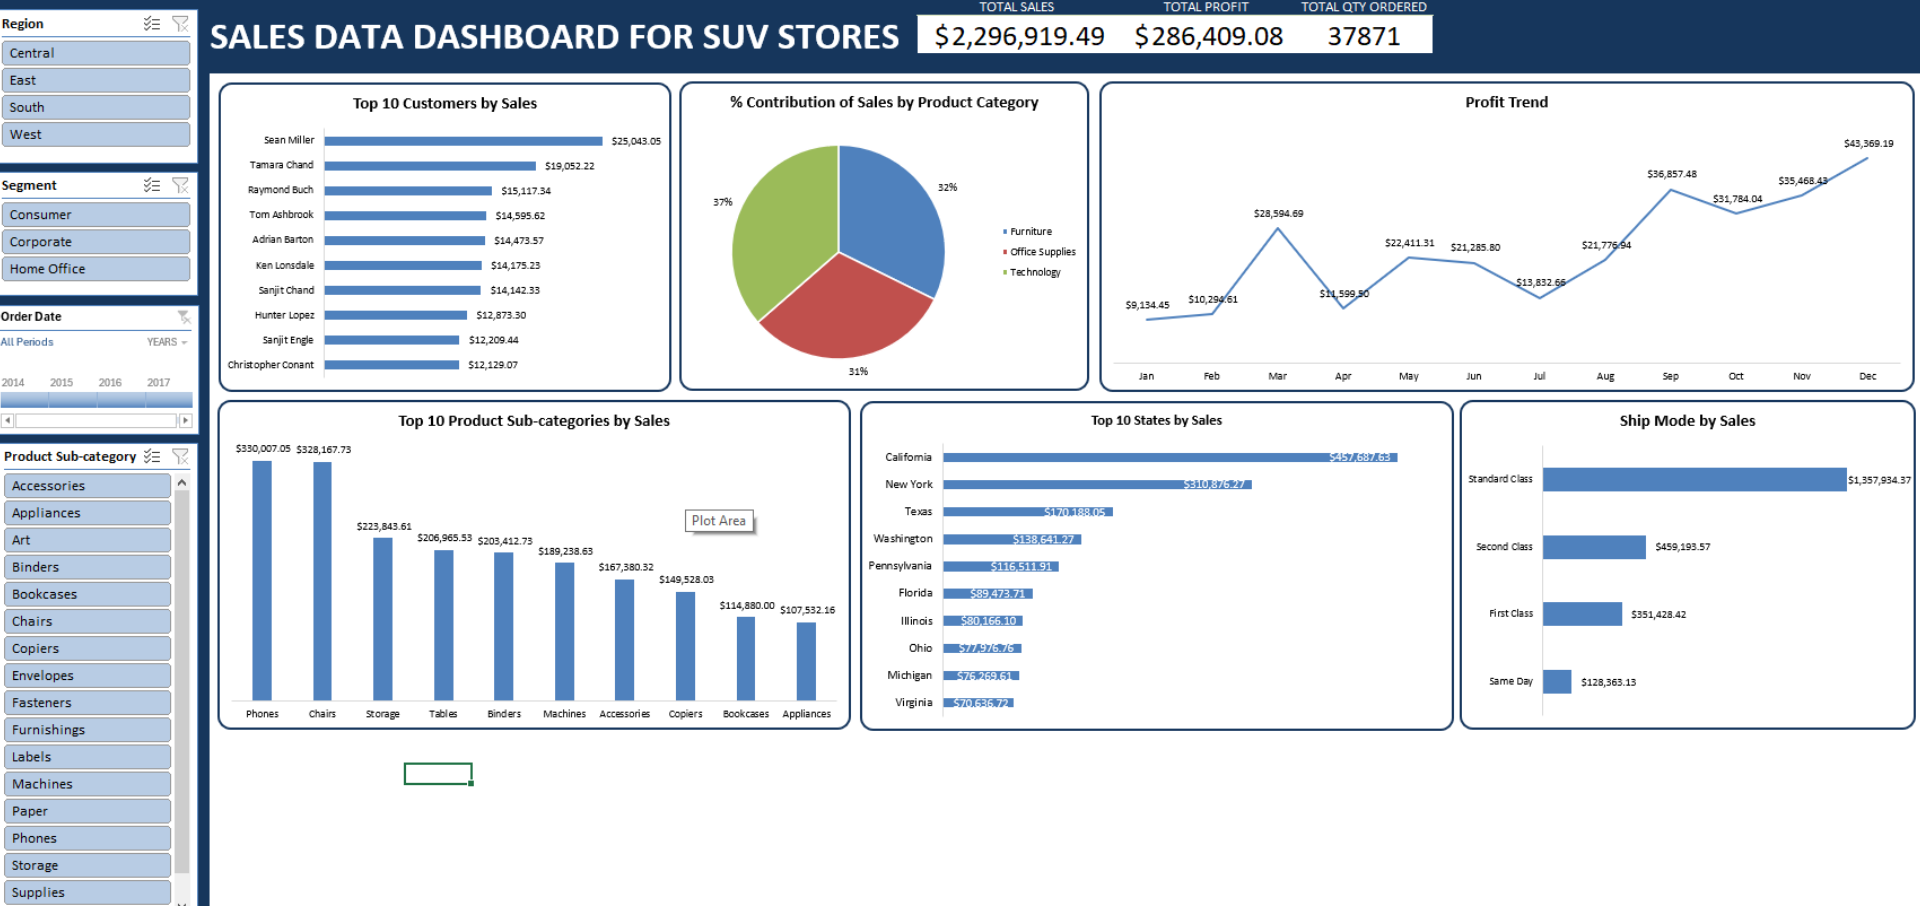 Region
Central
East
South
West
Segment
Consumer
Corporate
Home Office
Order Date
All Periods YEARS
2014 2015 2016 2017
Product Sub-category
Accessories
Appliances
Art
Binders
Bookcases
Chairs
Copiers
Envelopes
Fasteners
Furnishings
Labels
Machines
Paper
Phones
Storage
Supplies
SALES DATA DASHBOARD FOR SUV STORES
TOTAL SALES TOTAL PROFIT TOTAL QTY ORDERED
$2,296,919.49 $286,409.08 37871
Top 10 Customers by Sales
Sean Miller $25,043.05
Tamara Chand $19,052.22
Raymond Buch $15,117.34
Tom Ashbrook $14,595.62
Adrian Barton $14,473.57
Ken Lonsdale $14,175.23
Sanjit Chand $14,142.33
Hunter Lopez $12,873.30
Sanjit Engle $12,209.44
Christopher Conant $12,129.07
% Contribution of Sales by Product Category
32%
37%
31%
Furniture
Office Supplies
Technology
Profit Trend
$9,134.45 $10,294.61 $28,594.69 $11,599.50 $22,411.31 $21,285.80 $13,832.66 $21,776.94 $36,857.48 $31,784.04 $35,468.43 $43,369.19
Jan Feb Mar Apr May Jun Jul Aug Sep Oct Nov Dec
Top 10 Product Sub-categories by Sales
$330,007.05 $328,167.73 $223,843.61 $206,965.53 $203,412.73 $189,238.63 $167,380.32 $149,528.03 $114,880.00 $107,532.16
Plot Area
Phones Chairs Storage Tables Binders Machines Accessories Copiers Bookcases Appliances
Top 10 States by Sales
California $457,687.63
New York $310,876.27
Texas $170,188.05
Washington $138,641.27
Pennsylvania $116,511.91
Florida $89,473.71
Illinois $80,166.10
Ohio $77,976.76
Michigan $76,269.61
Virginia $70,636.72
Ship Mode by Sales
Standard Class $1,357,934.37
Second Class $459,193.57
First Class $351,428.42
Same Day $128,363.13